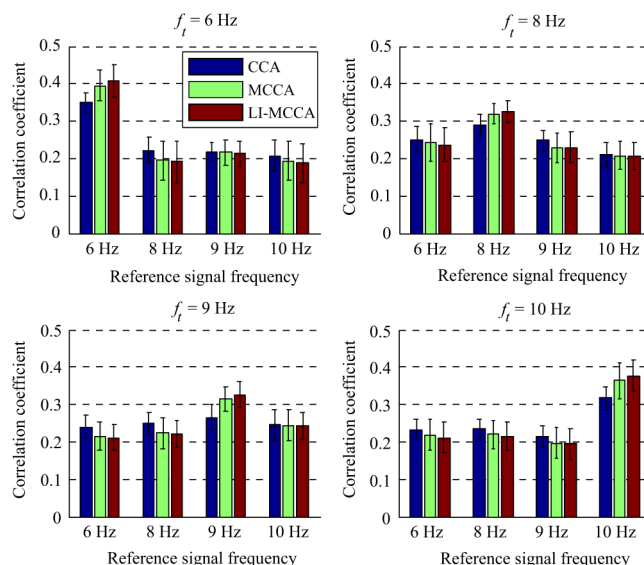 f_t = 6 Hz
Correlation coefficient
0.5
0.4
0.3
0.2
0.1
0
CCA
MCCA
LI-MCCA
6 Hz 8 Hz 9 Hz 10 Hz
Reference signal frequency
f_t = 8 Hz
Correlation coefficient
0.5
0.4
0.3
0.2
0.1
0
6 Hz 8 Hz 9 Hz 10 Hz
Reference signal frequency
f_t = 9 Hz
Correlation coefficient
0.5
0.4
0.3
0.2
0.1
0
6 Hz 8 Hz 9 Hz 10 Hz
Reference signal frequency
f_t = 10 Hz
Correlation coefficient
0.5
0.4
0.3
0.2
0.1
0
6 Hz 8 Hz 9 Hz 10 Hz
Reference signal frequency